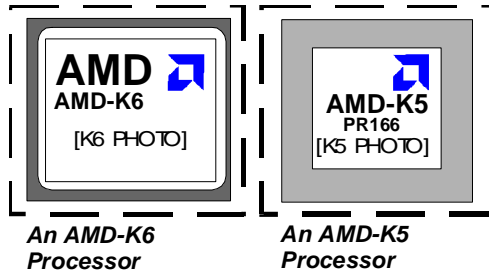 AMD
AMD-K6
[K6 PHOTO]
An AMD-K6
Processor
AMD-K5
PR166
[K5 PHOTO]
An AMD-K5
Processor